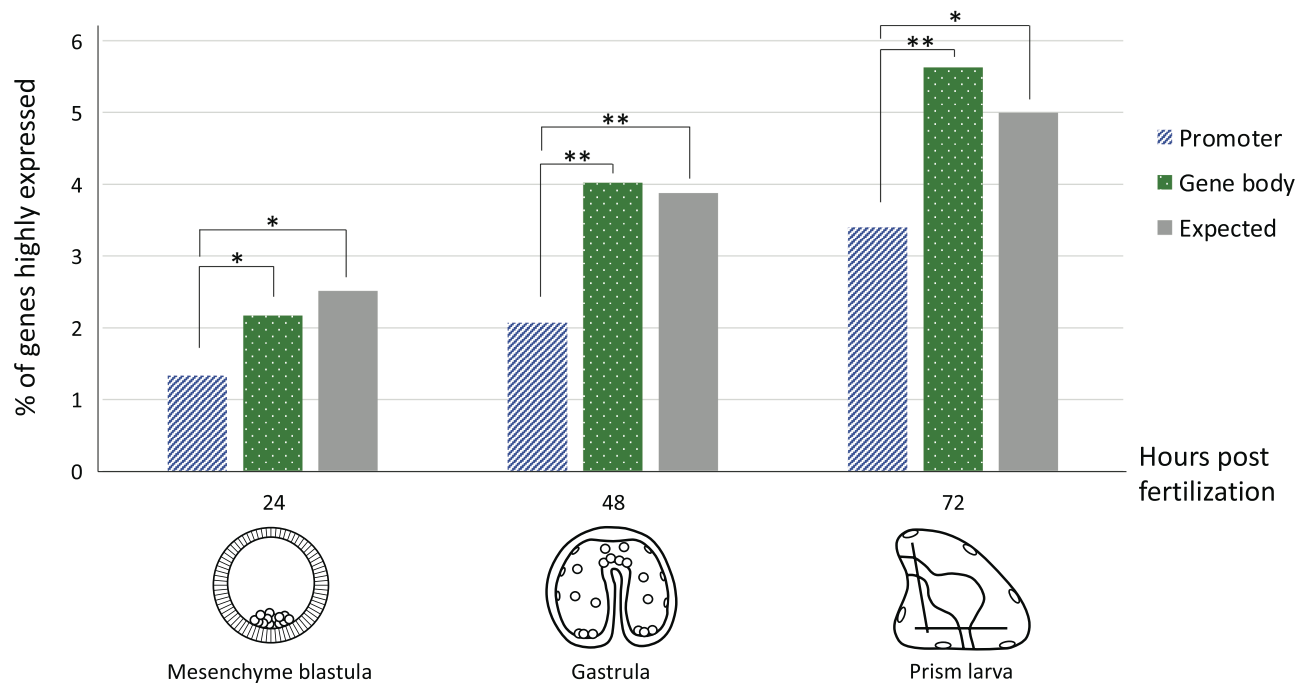 % of genes highly expressed
6
5
4
3
2
1
0
*
*
**
**
*
**
Promoter
Gene body
Expected
24
48
72
Hours post
fertilization
Mesenchyme blastula
Gastrula
Prism larva